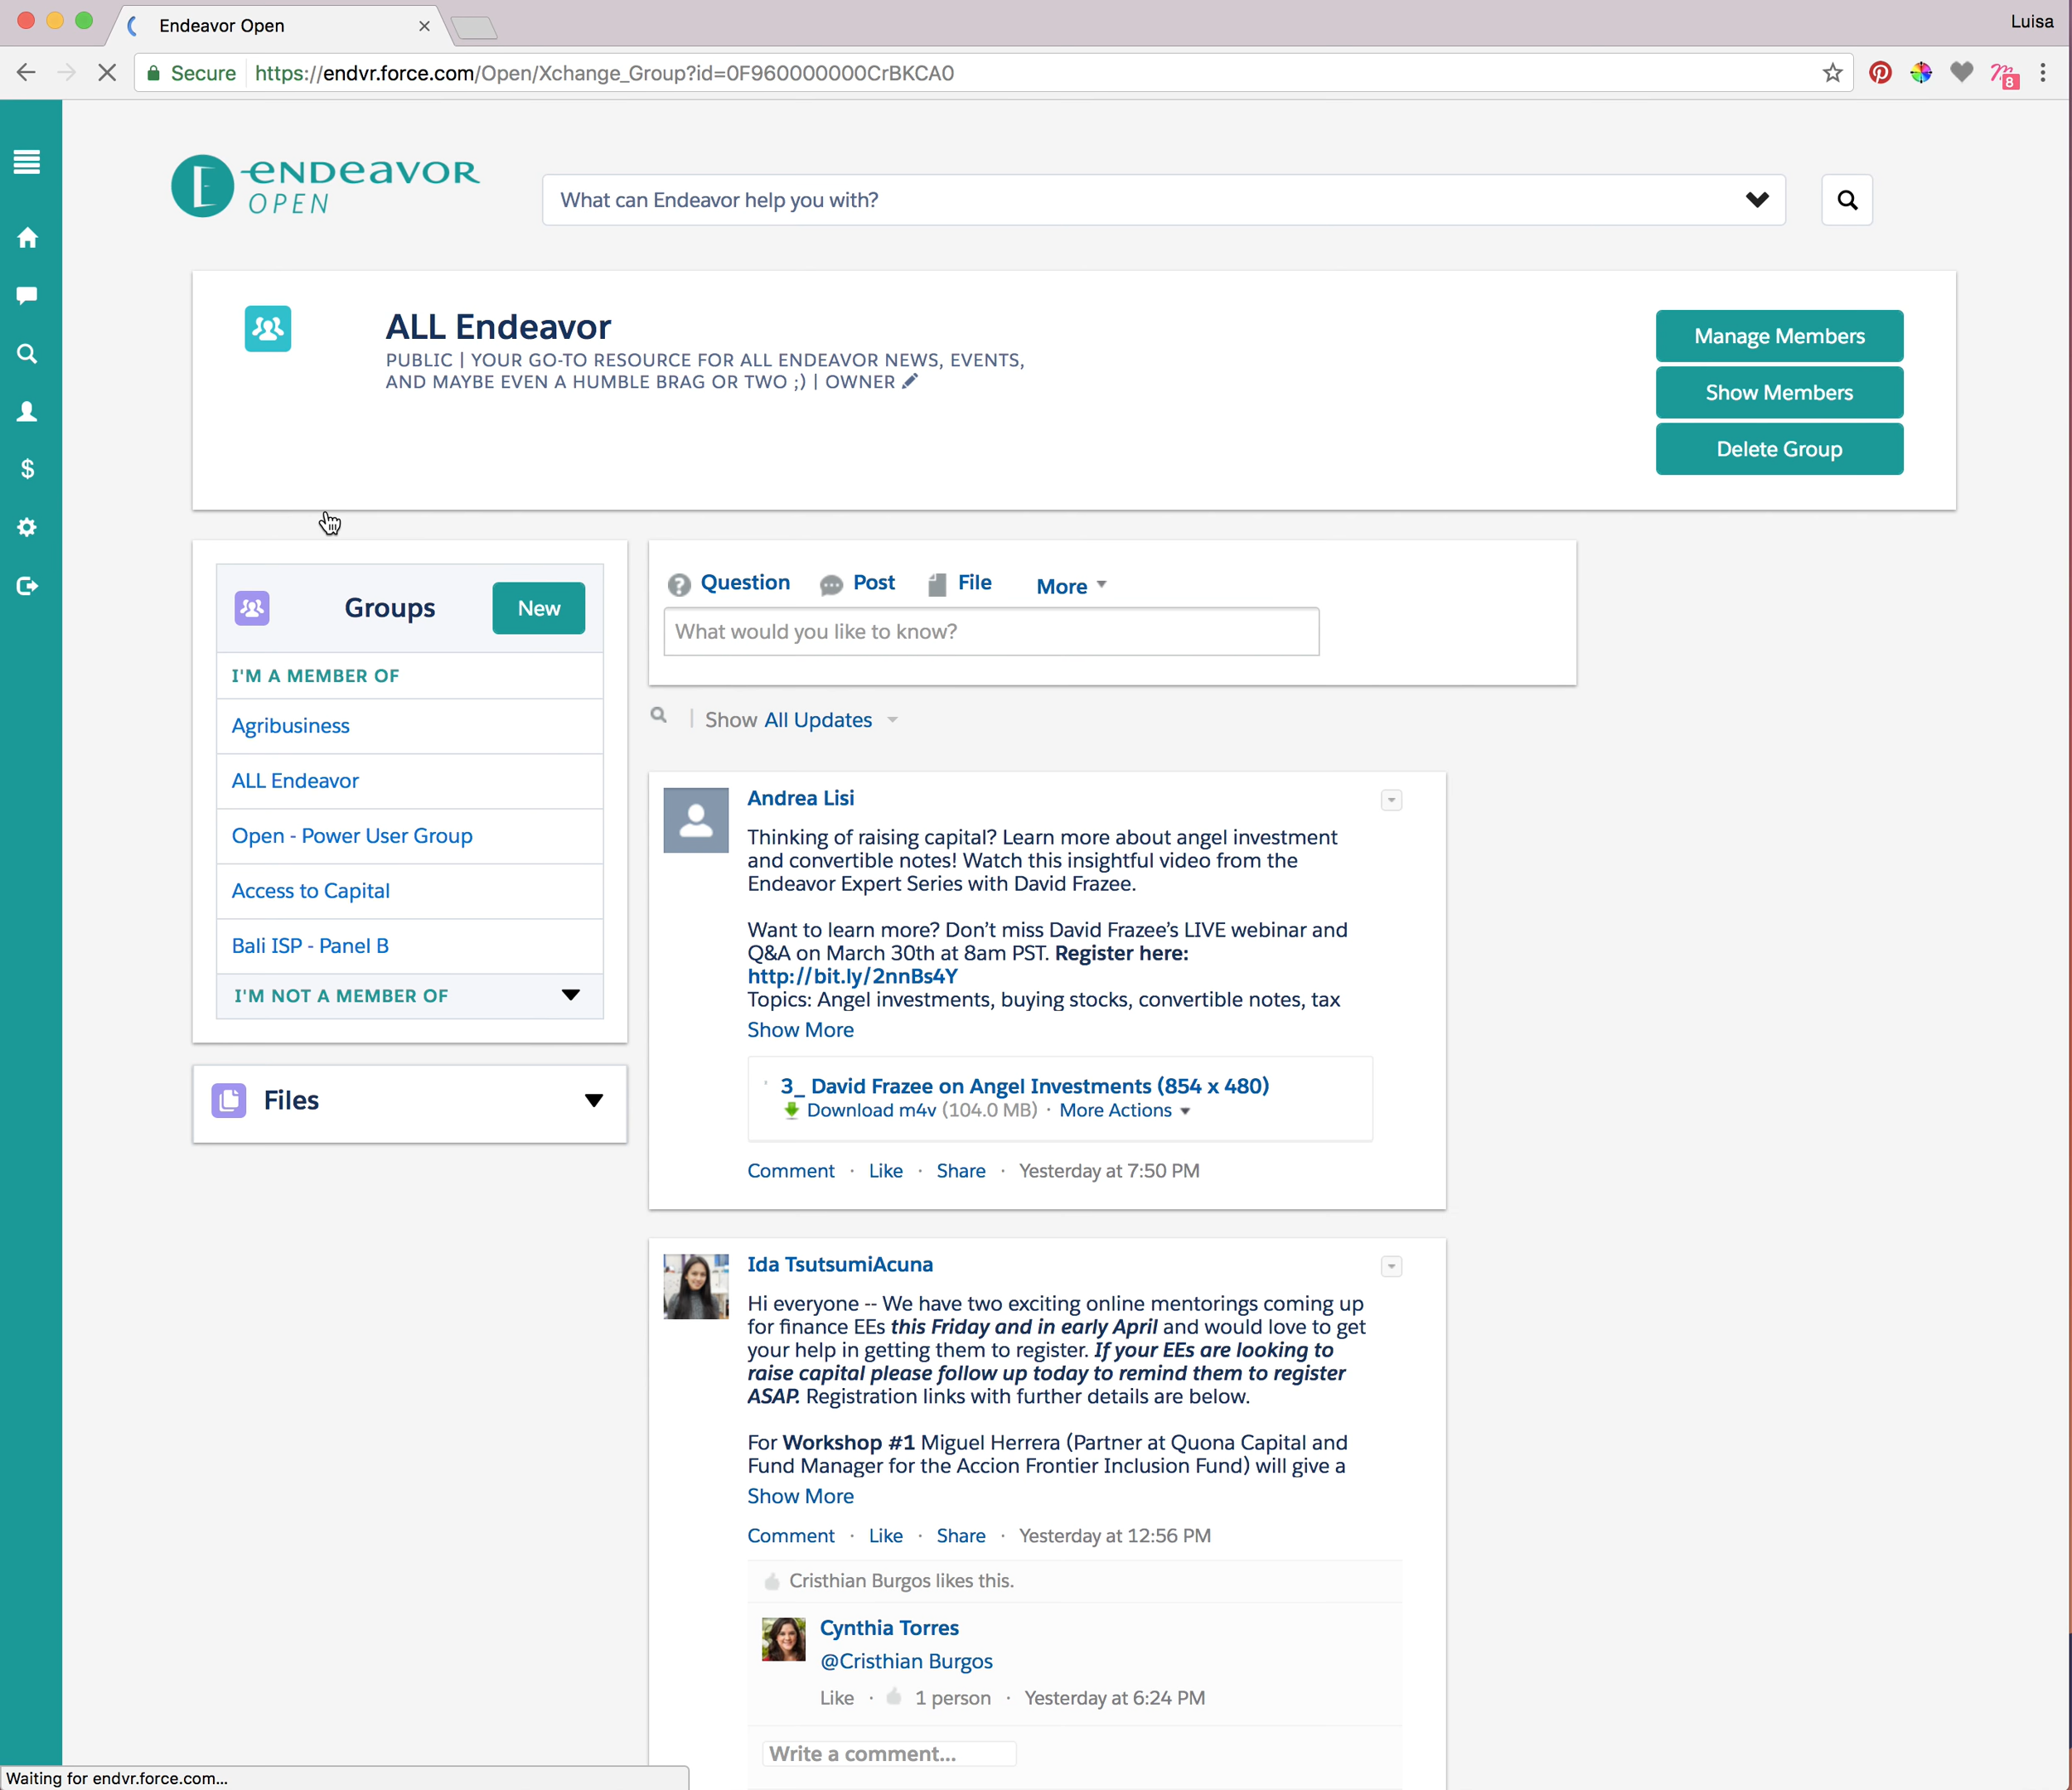 Endeavor Open
Luisa
Secure https://endvr.force.com/Open/Xchange_Group?id=0F960000000CrBKCA0
8
ENDEAVOR
OPEN
What can Endeavor help you with?
ALL Endeavor
PUBLIC | YOUR GO-TO RESOURCE FOR ALL ENDEAVOR NEWS, EVENTS,
AND MAYBE EVEN A HUMBLE BRAG OR TWO ;) | OWNER
Manage Members
Show Members
Delete Group
Groups
New
I'M A MEMBER OF
Agribusiness
ALL Endeavor
Open - Power User Group
Access to Capital
Bali ISP - Panel B
I'M NOT A MEMBER OF
Files
Question Post File More
What would you like to know?
Show All Updates
Andrea Lisi
Thinking of raising capital? Learn more about angel investment
and convertible notes! Watch this insightful video from the
Endeavor Expert Series with David Frazee.
Want to learn more? Don’t miss David Frazee’s LIVE webinar and
Q&A on March 30th at 8am PST. Register here:
http://bit.ly/2nnBs4Y
Topics: Angel investments, buying stocks, convertible notes, tax
Show More
3_ David Frazee on Angel Investments (854 x 480)
Download m4v (104.0 MB) · More Actions
Comment · Like · Share · Yesterday at 7:50 PM
Ida TsutsumiAcuna
Hi everyone -- We have two exciting online mentorings coming up
for finance EEs this Friday and in early April and would love to get
your help in getting them to register. If your EEs are looking to
raise capital please follow up today to remind them to register
ASAP. Registration links with further details are below.
For Workshop #1 Miguel Herrera (Partner at Quona Capital and
Fund Manager for the Accion Frontier Inclusion Fund) will give a
Show More
Comment · Like · Share · Yesterday at 12:56 PM
Cristhian Burgos likes this.
Cynthia Torres
@Cristhian Burgos
Like · 1 person · Yesterday at 6:24 PM
Write a comment...
Waiting for endvr.force.com...